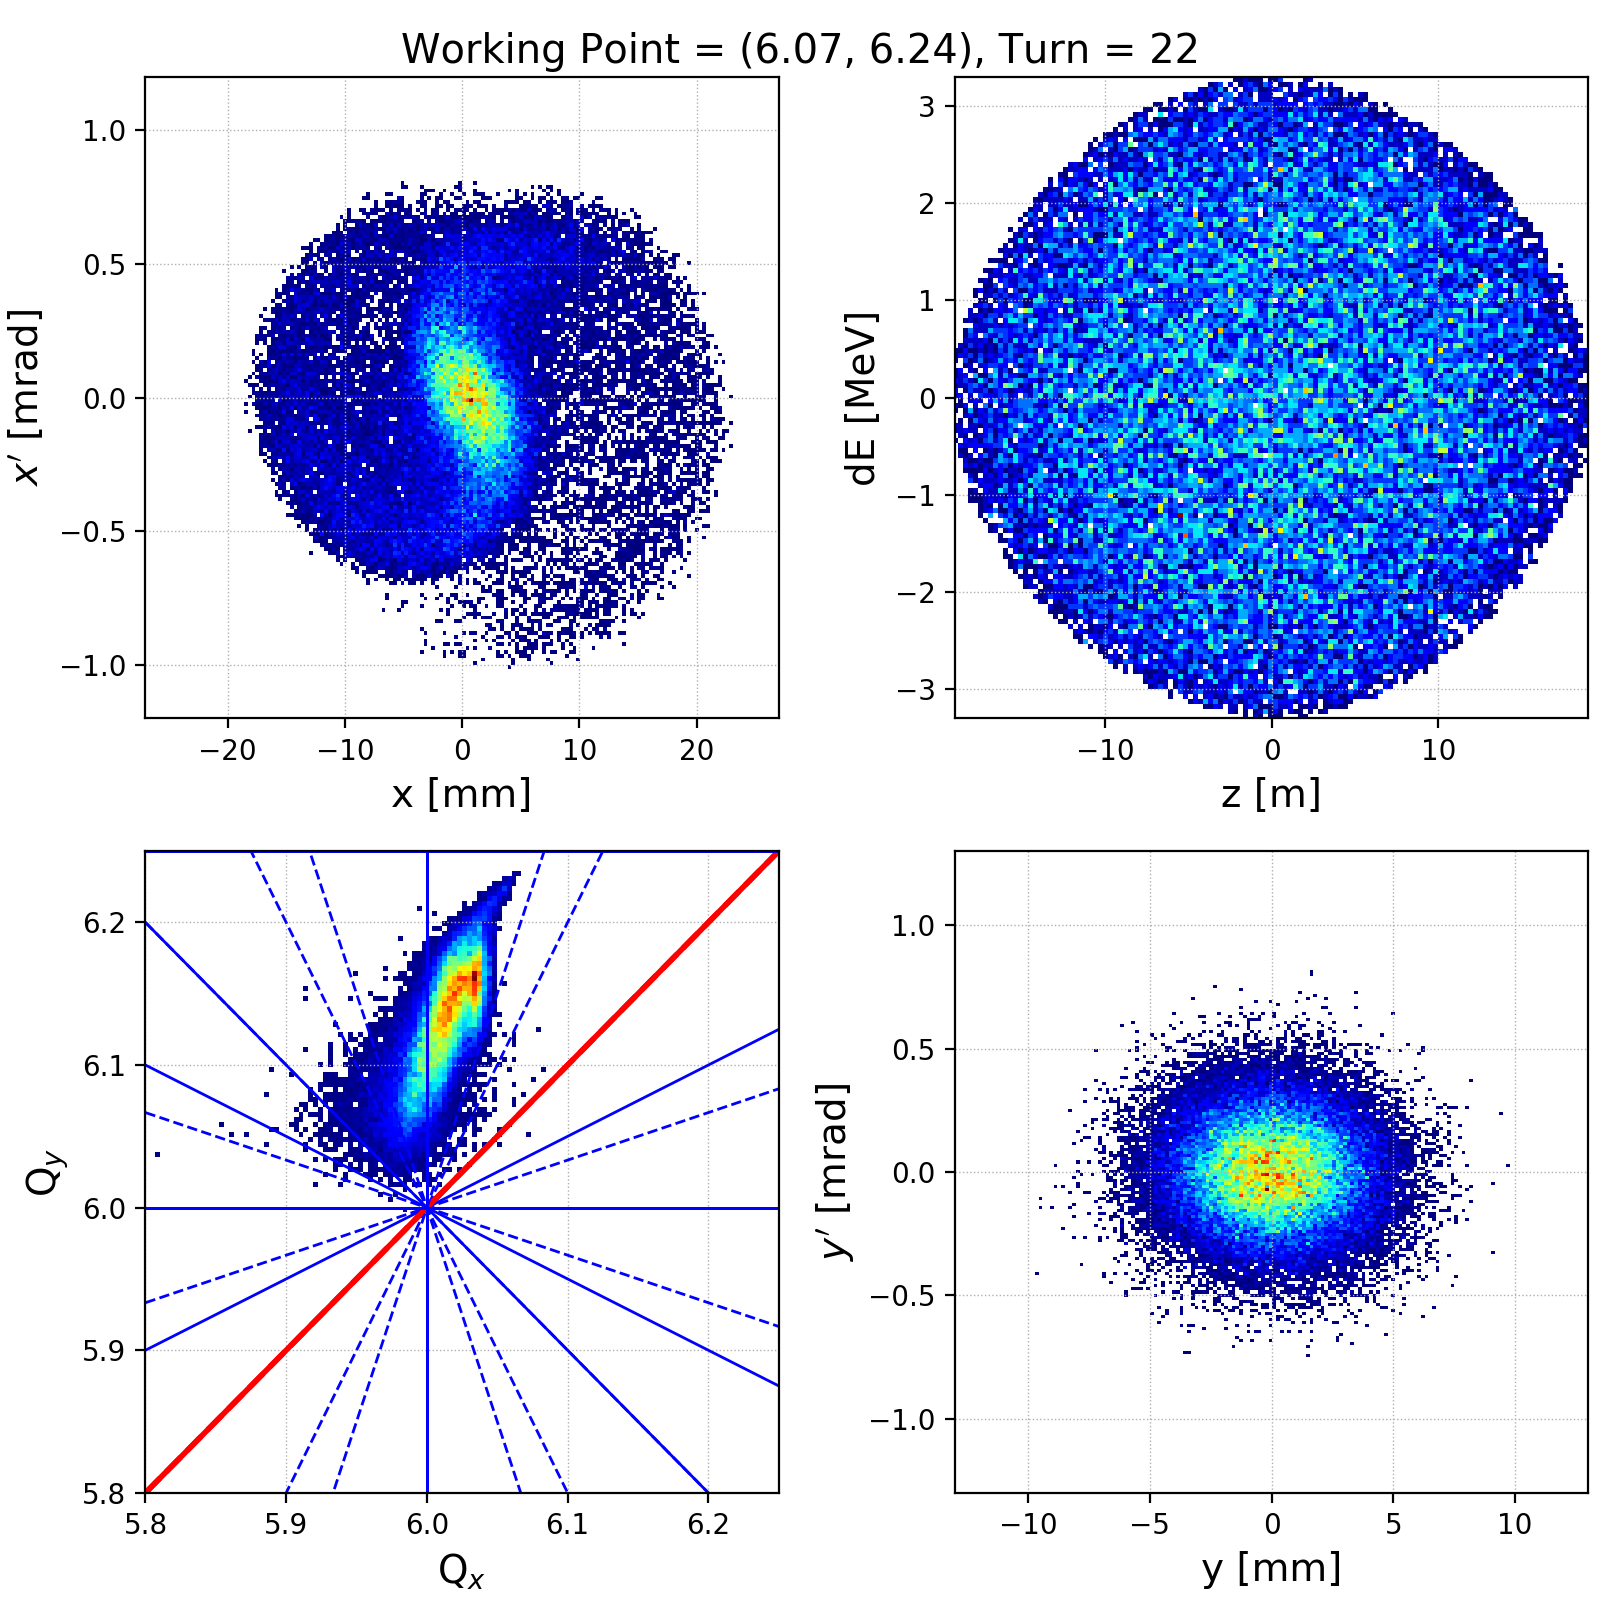 Working Point = (6.07, 6.24), Turn = 22
1.0
0.5
0.0
−0.5
−1.0
x′ [mrad]
−20 −10 0 10 20
x [mm]
3
2
1
0
−1
−2
−3
dE [MeV]
−10 0 10
z [m]
6.2
6.1
6.0
5.9
5.8
Qy
5.8 5.9 6.0 6.1 6.2
Qx
1.0
0.5
0.0
−0.5
−1.0
y′ [mrad]
−10 −5 0 5 10
y [mm]